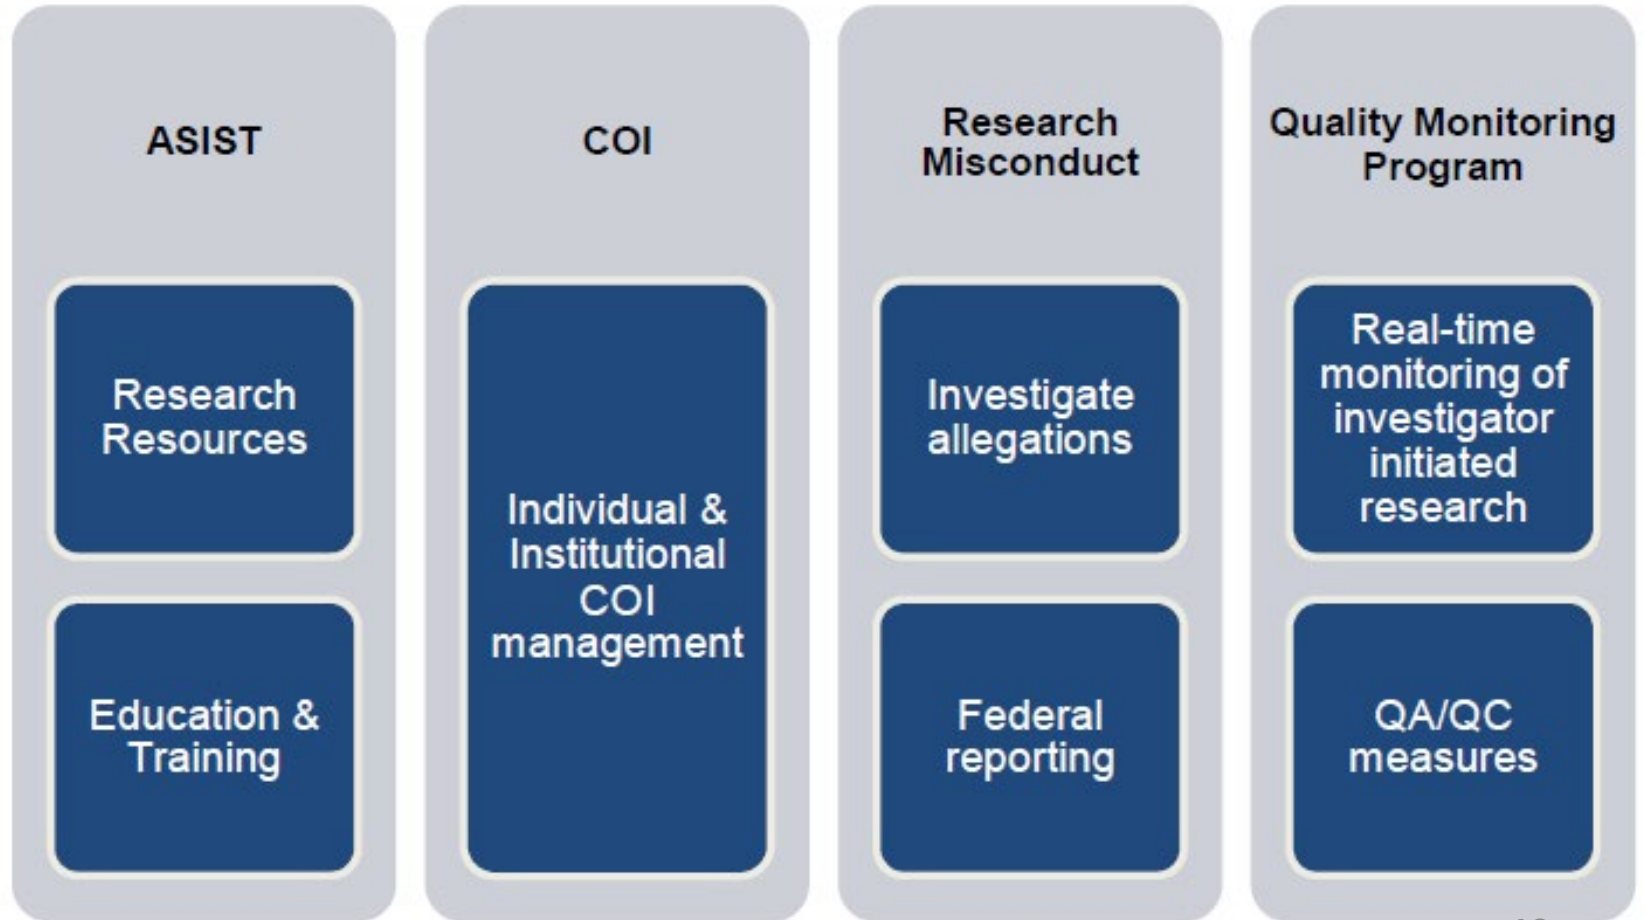 ASIST
Research
Resources
Education &
Training
COI
Individual &
Institutional
COI
management
Research
Misconduct
Investigate
allegations
Federal
reporting
Quality Monitoring
Program
Real-time
monitoring of
investigator
initiated
research
QA/QC
measures